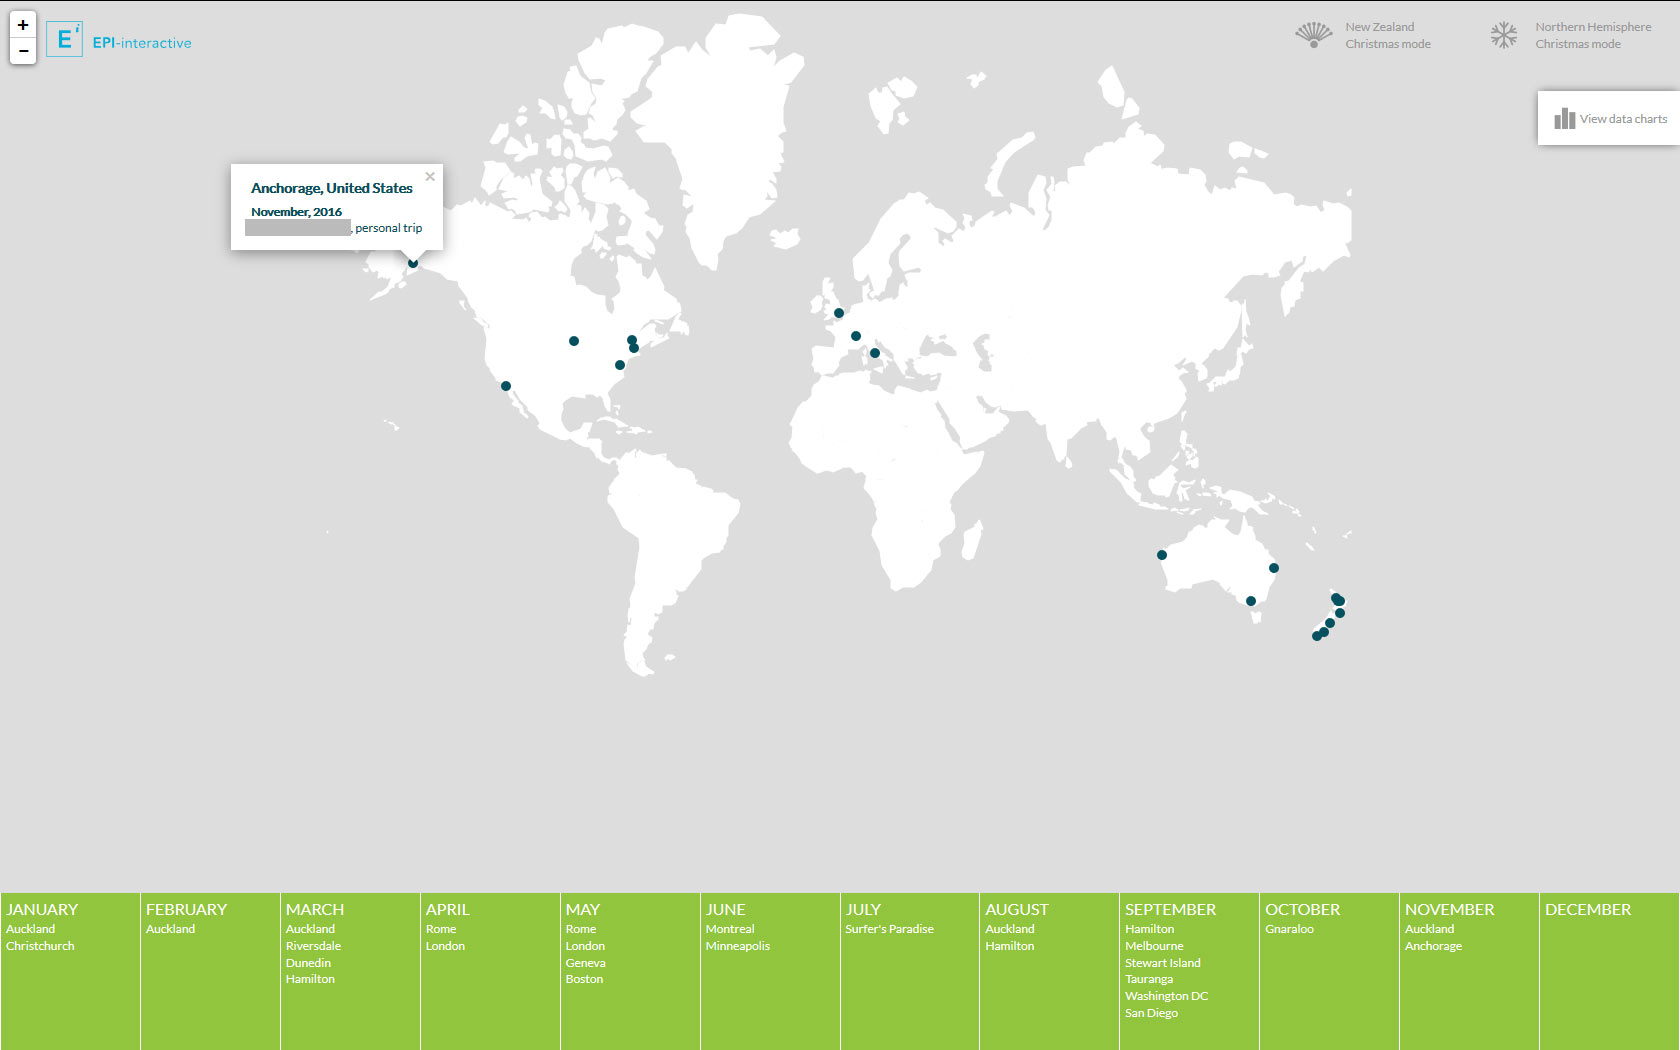 +
−
E i
EPI-interactive
New Zealand
Christmas mode
Northern Hemisphere
Christmas mode
View data charts
×
Anchorage, United States
November, 2016
, personal trip
JANUARY
Auckland
Christchurch
FEBRUARY
Auckland
MARCH
Auckland
Riversdale
Dunedin
Hamilton
APRIL
Rome
London
MAY
Rome
London
Geneva
Boston
JUNE
Montreal
Minneapolis
JULY
Surfer's Paradise
AUGUST
Auckland
Hamilton
SEPTEMBER
Hamilton
Melbourne
Stewart Island
Tauranga
Washington DC
San Diego
OCTOBER
Gnaraloo
NOVEMBER
Auckland
Anchorage
DECEMBER